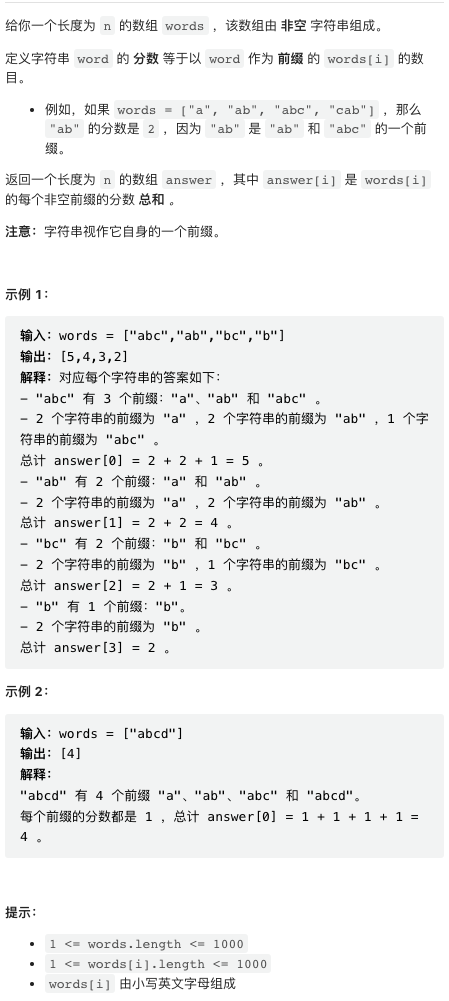 给你一个长度为 n 的数组 words ，该数组由 非空 字符串组成。
定义字符串 word 的 分数 等于以 word 作为 前缀 的 words[i] 的数
目。
• 例如，如果 words = ["a", "ab", "abc", "cab"] ，那么
"ab" 的分数是 2 ，因为 "ab" 是 "ab" 和 "abc" 的一个前
缀。
返回一个长度为 n 的数组 answer ，其中 answer[i] 是 words[i]
的每个非空前缀的分数 总和 。
注意：字符串视作它自身的一个前缀。
示例 1：
输入：words = ["abc","ab","bc","b"]
输出：[5,4,3,2]
解释：对应每个字符串的答案如下：
- "abc" 有 3 个前缀："a"、"ab" 和 "abc" 。
- 2 个字符串的前缀为 "a" ，2 个字符串的前缀为 "ab" ，1 个字
符串的前缀为 "abc" 。
总计 answer[0] = 2 + 2 + 1 = 5 。
- "ab" 有 2 个前缀："a" 和 "ab" 。
- 2 个字符串的前缀为 "a" ，2 个字符串的前缀为 "ab" 。
总计 answer[1] = 2 + 2 = 4 。
- "bc" 有 2 个前缀："b" 和 "bc" 。
- 2 个字符串的前缀为 "b" ，1 个字符串的前缀为 "bc" 。
总计 answer[2] = 2 + 1 = 3 。
- "b" 有 1 个前缀："b"。
- 2 个字符串的前缀为 "b" 。
总计 answer[3] = 2 。
示例 2：
输入：words = ["abcd"]
输出：[4]
解释：
"abcd" 有 4 个前缀 "a"、"ab"、"abc" 和 "abcd"。
每个前缀的分数都是 1 ，总计 answer[0] = 1 + 1 + 1 + 1 =
4 。
提示：
• 1 <= words.length <= 1000
• 1 <= words[i].length <= 1000
• words[i] 由小写英文字母组成